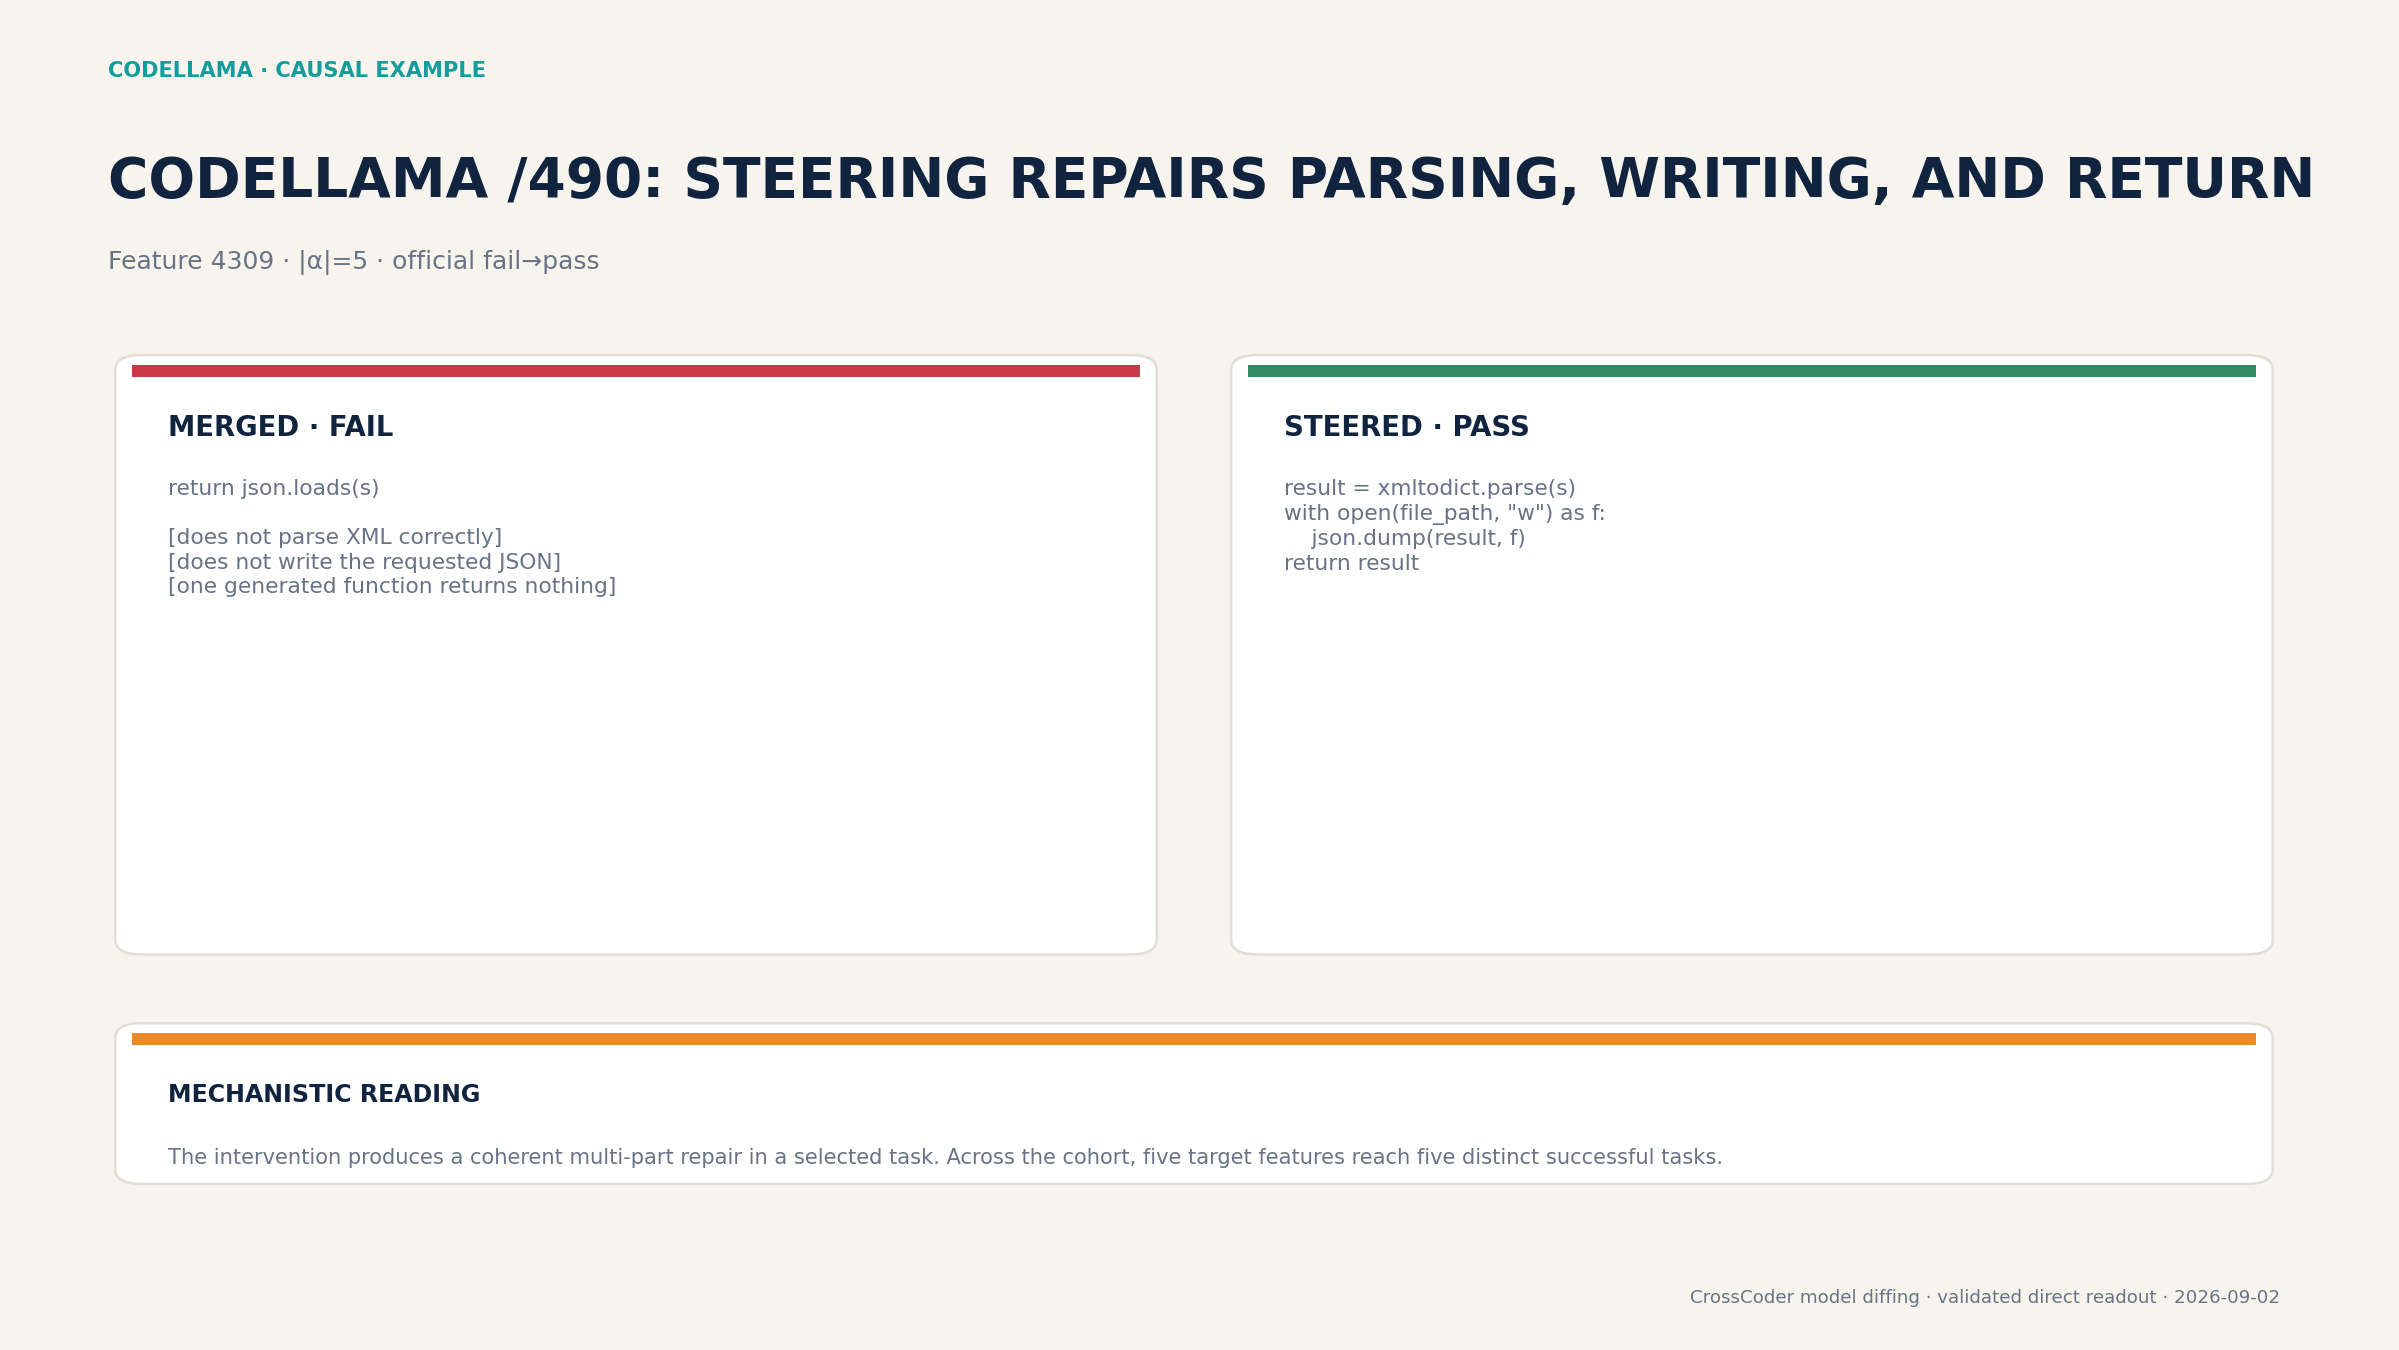 CODELLAMA · CAUSAL EXAMPLE
CODELLAMA /490: STEERING REPAIRS PARSING, WRITING, AND RETURN
Feature 4309 · |α|=5 · official fail→pass
MERGED · FAIL
return json.loads(s)
[does not parse XML correctly]
[does not write the requested JSON]
[one generated function returns nothing]
STEERED · PASS
result = xmltodict.parse(s)
with open(file_path, "w") as f:
    json.dump(result, f)
return result
MECHANISTIC READING
The intervention produces a coherent multi-part repair in a selected task. Across the cohort, five target features reach five distinct successful tasks.
CrossCoder model diffing · validated direct readout · 2026-09-02